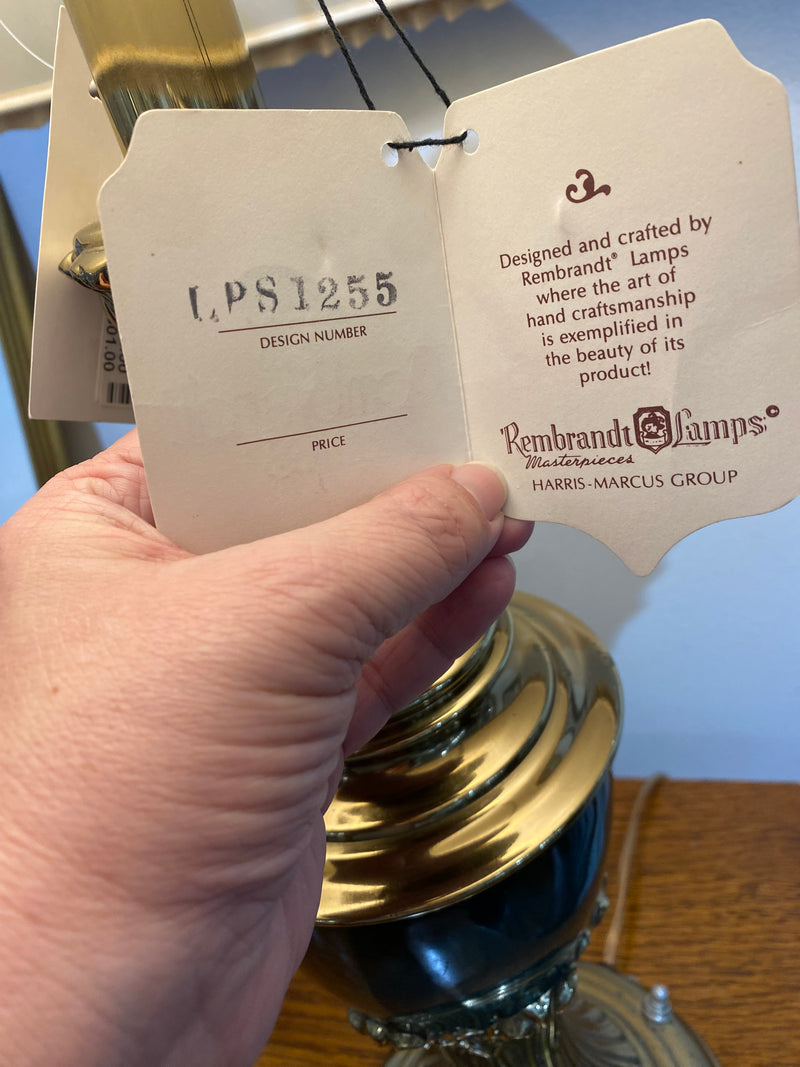 LPS1255
DESIGN NUMBER
PRICE
Designed and crafted by
Rembrandt® Lamps
where the art of
hand craftsmanship
is exemplified in
the beauty of its
product!
Rembrandt Lamps©
Masterpieces
HARRIS-MARCUS GROUP